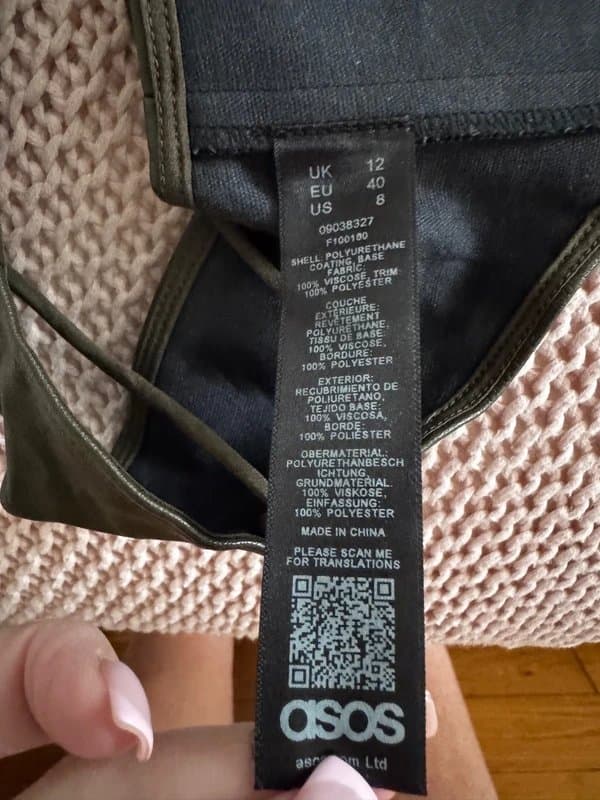 UK 12
EU 40
US 8
09038327
F100180
SHELL: POLYURETHANE
COATING, BASE
FABRIC:
100% VISCOSE, TRIM:
100% POLYESTER
COUCHE
EXTÉRIEURE:
REVÊTEMENT
POLYURÉTHANE,
TISSU DE BASE:
100% VISCOSE,
BORDURE:
100% POLYESTER
EXTERIOR:
RECUBRIMIENTO DE
POLIURETANO,
TEJIDO BASE:
100% VISCOSA,
BORDE:
100% POLIÉSTER
OBERMATERIAL:
POLYURETHANBESCH
ICHTUNG,
GRUNDMATERIAL:
100% VISKOSE,
EINFASSUNG:
100% POLYESTER
MADE IN CHINA
PLEASE SCAN ME
FOR TRANSLATIONS
asos
Ltd